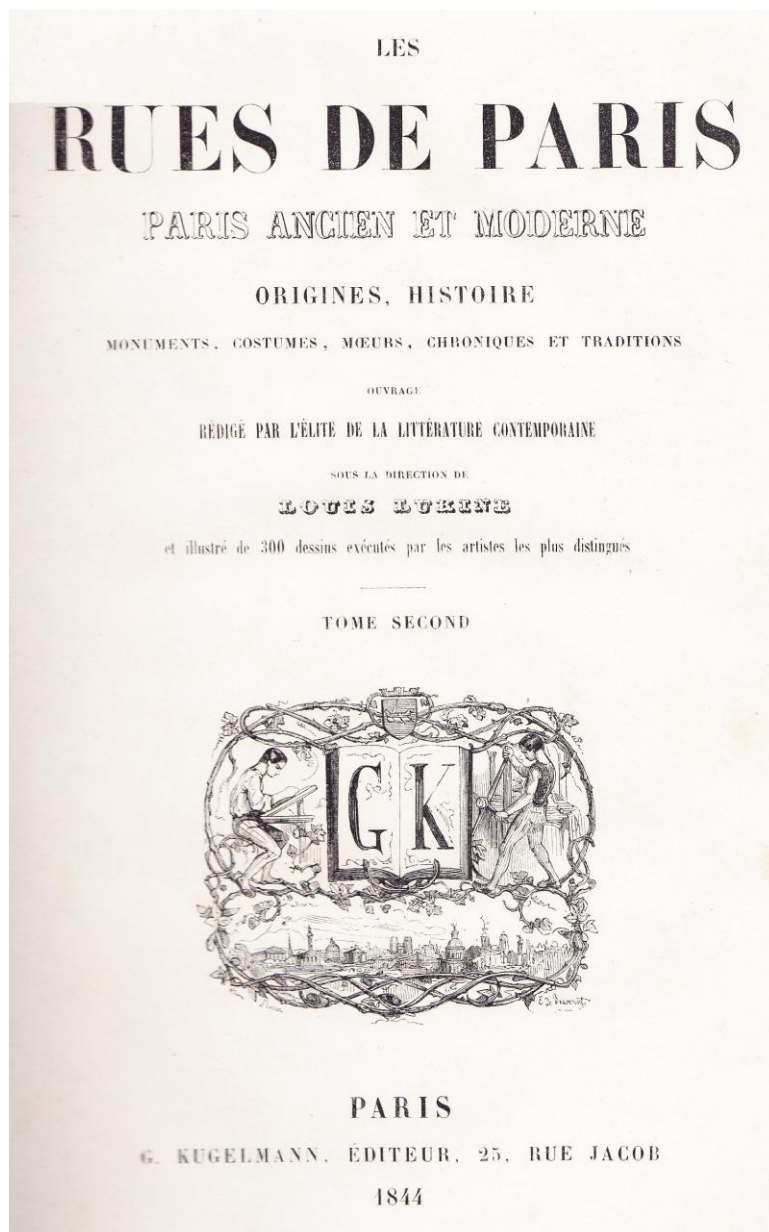 LES
RUES DE PARIS
PARIS ANCIEN ET MODERNE
ORIGINES, HISTOIRE
MONUMENTS, COSTUMES, MŒURS, CHRONIQUES ET TRADITIONS
OUVRAGE
RÉDIGÉ PAR L'ÉLITE DE LA LITTÉRATURE CONTEMPORAINE
SOUS LA DIRECTION DE
LOUIS LURINE
et illustré de 300 dessins exécutés par les artistes les plus distingués
TOME SECOND
G K
PARIS
G. KUGELMANN, ÉDITEUR, 25, RUE JACOB
1844